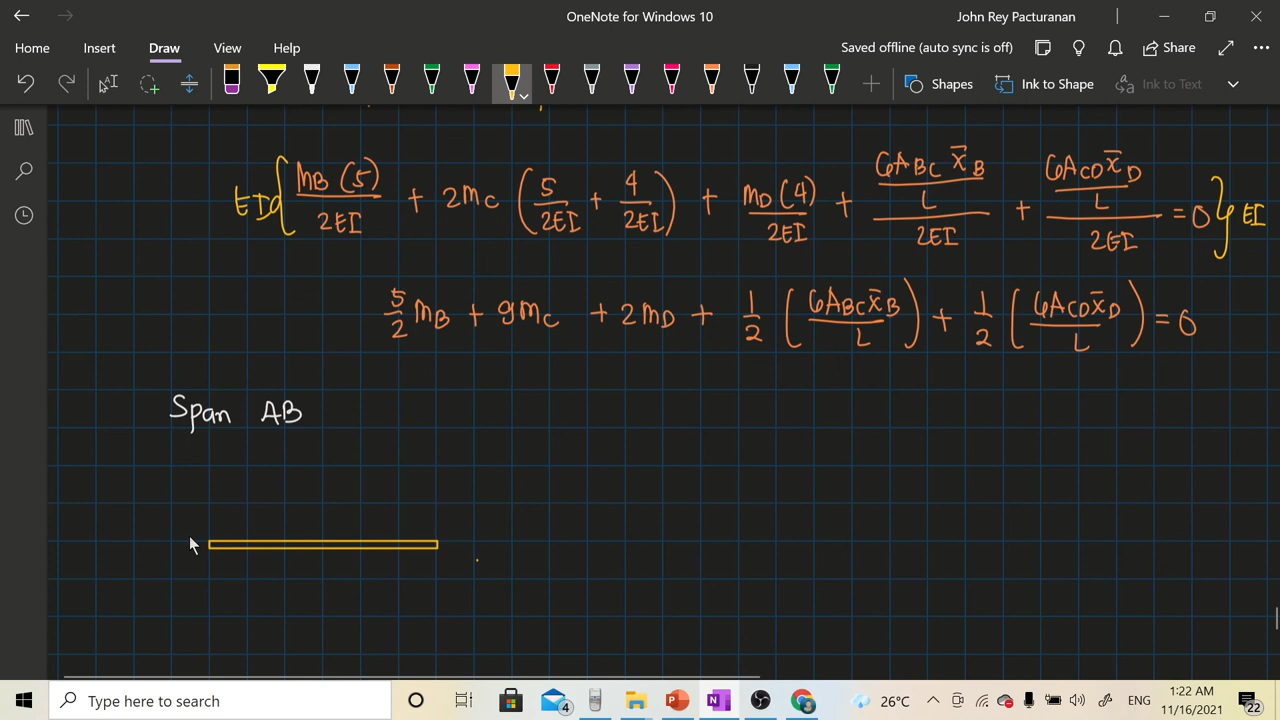 OneNote for Windows 10
John Rey Pacturanan
Home Insert Draw View Help
Saved offline (auto sync is off)
Share
Shapes
Ink to Shape
Ink to Text
EI { MB (5) / 2EI + 2MC ( 5 / 2EI + 4 / 2EI ) + MD (4) / 2EI + (6ABC x̄B / L) / 2EI + (6ACD x̄D / L) / 2EI = 0 } EI
5/2 MB + 9MC + 2MD + 1/2 ( 6ABC x̄B / L ) + 1/2 ( 6ACD x̄D / L ) = 0
Span AB
Type here to search
4
26°C
ENG
1:22 AM
11/16/2021
22